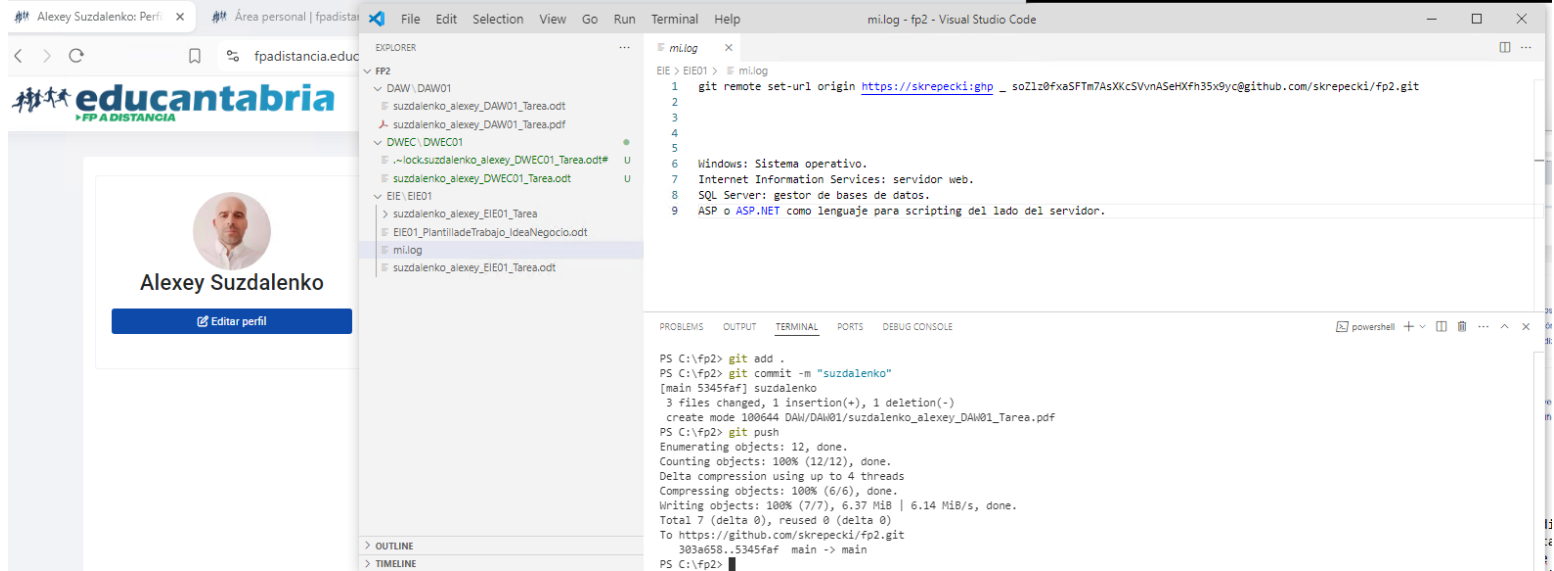 Alexey Suzdalenko: Perfi
Área personal | fpadistan
File Edit Selection View Go Run Terminal Help
mi.log - fp2 - Visual Studio Code
fpadistancia.educ
educantabria
FP A DISTANCIA
Alexey Suzdalenko
Editar perfil
EXPLORER
FP2
DAW\DAW01
suzdalenko_alexey_DAW01_Tarea.odt
suzdalenko_alexey_DAW01_Tarea.pdf
DWEC\DWEC01
.~lock.suzdalenko_alexey_DWEC01_Tarea.odt# U
suzdalenko_alexey_DWEC01_Tarea.odt U
EIE\EIE01
suzdalenko_alexey_EIE01_Tarea
EIE01_PlantilladeTrabajo_IdeaNegocio.odt
mi.log
suzdalenko_alexey_EIE01_Tarea.odt
OUTLINE
TIMELINE
mi.log
EIE > EIE01 > mi.log
1 git remote set-url origin https://skrepecki:ghp _ soZlz0fxaSFTm7AsXKcSVvnASeHXfh35x9yc@github.com/skrepecki/fp2.git
2
3
4
5
6 Windows: Sistema operativo.
7 Internet Information Services: servidor web.
8 SQL Server: gestor de bases de datos.
9 ASP o ASP.NET como lenguaje para scripting del lado del servidor.
PROBLEMS OUTPUT TERMINAL PORTS DEBUG CONSOLE
powershell
PS C:\fp2> git add .
PS C:\fp2> git commit -m "suzdalenko"
[main 5345faf] suzdalenko
3 files changed, 1 insertion(+), 1 deletion(-)
create mode 100644 DAW/DAW01/suzdalenko_alexey_DAW01_Tarea.pdf
PS C:\fp2> git push
Enumerating objects: 12, done.
Counting objects: 100% (12/12), done.
Delta compression using up to 4 threads
Compressing objects: 100% (6/6), done.
Writing objects: 100% (7/7), 6.37 MiB | 6.14 MiB/s, done.
Total 7 (delta 0), reused 0 (delta 0)
To https://github.com/skrepecki/fp2.git
303a658..5345faf main -> main
PS C:\fp2>